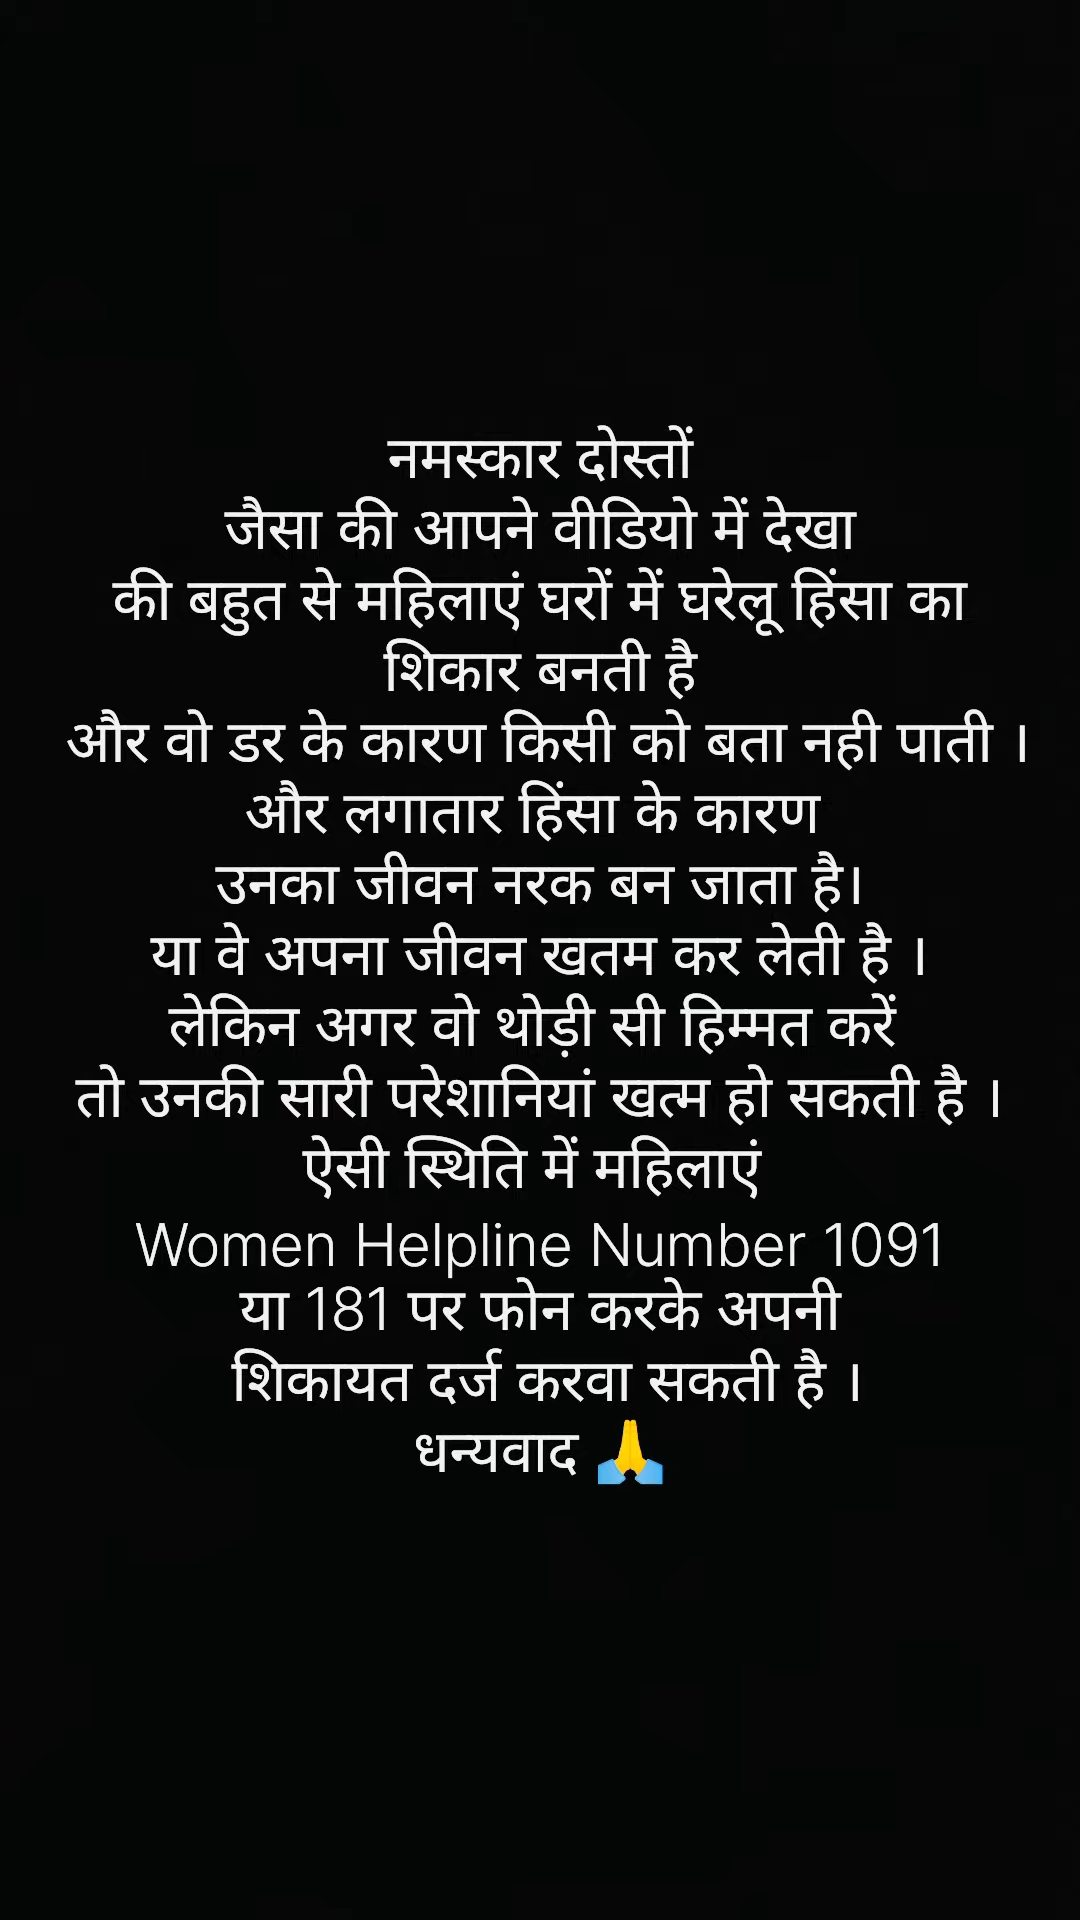 नमस्कार दोस्तों
जैसा की आपने वीडियो में देखा
की बहुत से महिलाएं घरों में घरेलू हिंसा का
शिकार बनती है
और वो डर के कारण किसी को बता नही पाती ।
और लगातार हिंसा के कारण
उनका जीवन नरक बन जाता है।
या वे अपना जीवन खतम कर लेती है ।
लेकिन अगर वो थोड़ी सी हिम्मत करें
तो उनकी सारी परेशानियां खत्म हो सकती है ।
ऐसी स्थिति में महिलाएं
Women Helpline Number 1091
या 181 पर फोन करके अपनी
शिकायत दर्ज करवा सकती है ।
धन्यवाद 🙏